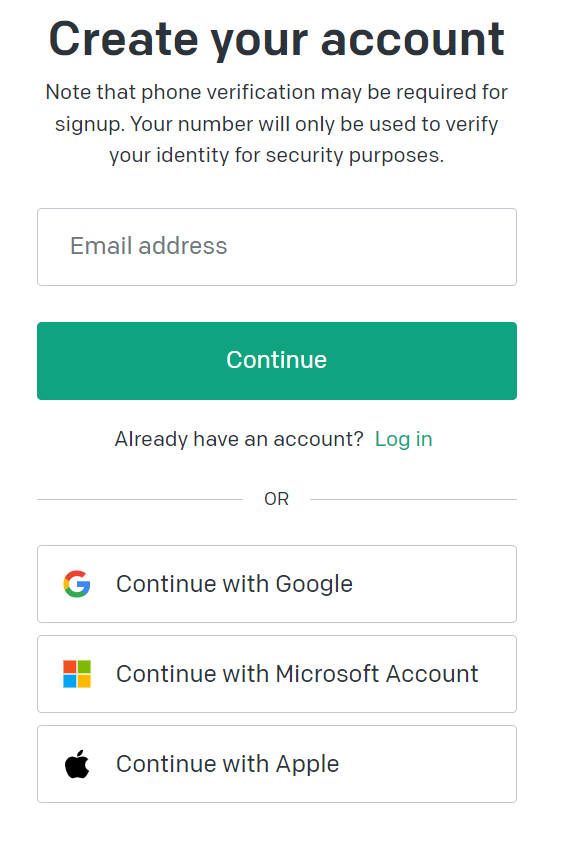 Create your account
Note that phone verification may be required for
signup. Your number will only be used to verify
your identity for security purposes.
Email address
Continue
Already have an account? Log in
OR
Continue with Google
Continue with Microsoft Account
Continue with Apple